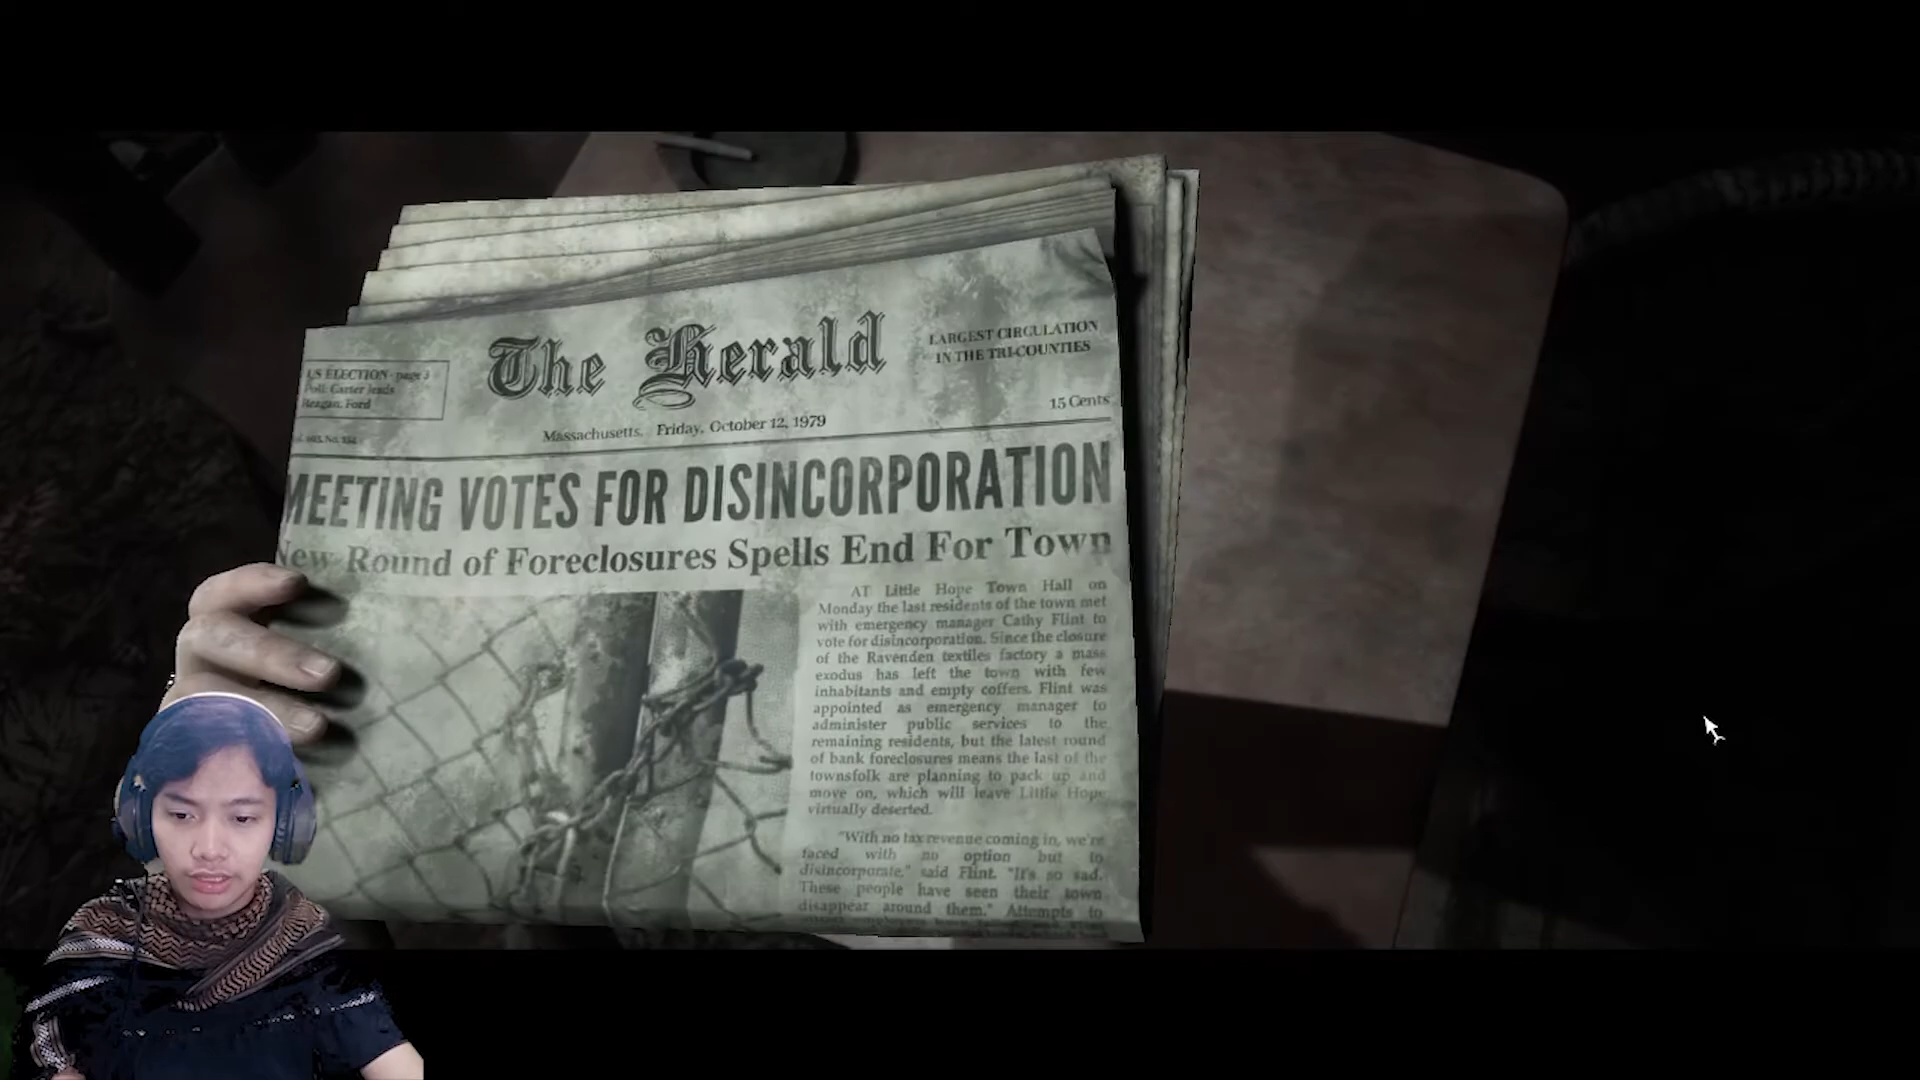 US ELECTION - page 3
Poll: Carter leads
Reagan, Ford
The Herald
LARGEST CIRCULATION
IN THE TRI-COUNTIES
15 Cents
Massachusetts, Friday, October 12, 1979
MEETING VOTES FOR DISINCORPORATION
New Round of Foreclosures Spells End For Town
AT Little Hope Town Hall on
Monday the last residents of the town met
with emergency manager Cathy Flint to
vote for disincorporation. Since the closure
of the Ravenden textiles factory a mass
exodus has left the town with few
inhabitants and empty coffers. Flint was
appointed as emergency manager to
administer public services to the
remaining residents, but the latest round
of bank foreclosures means the last of the
townsfolk are planning to pack up and
move on, which will leave Little Hope
virtually deserted.
"With no tax revenue coming in, we're
faced with no option but to
disincorporate," said Flint. "It's so sad.
These people have seen their town
disappear around them." Attempts to